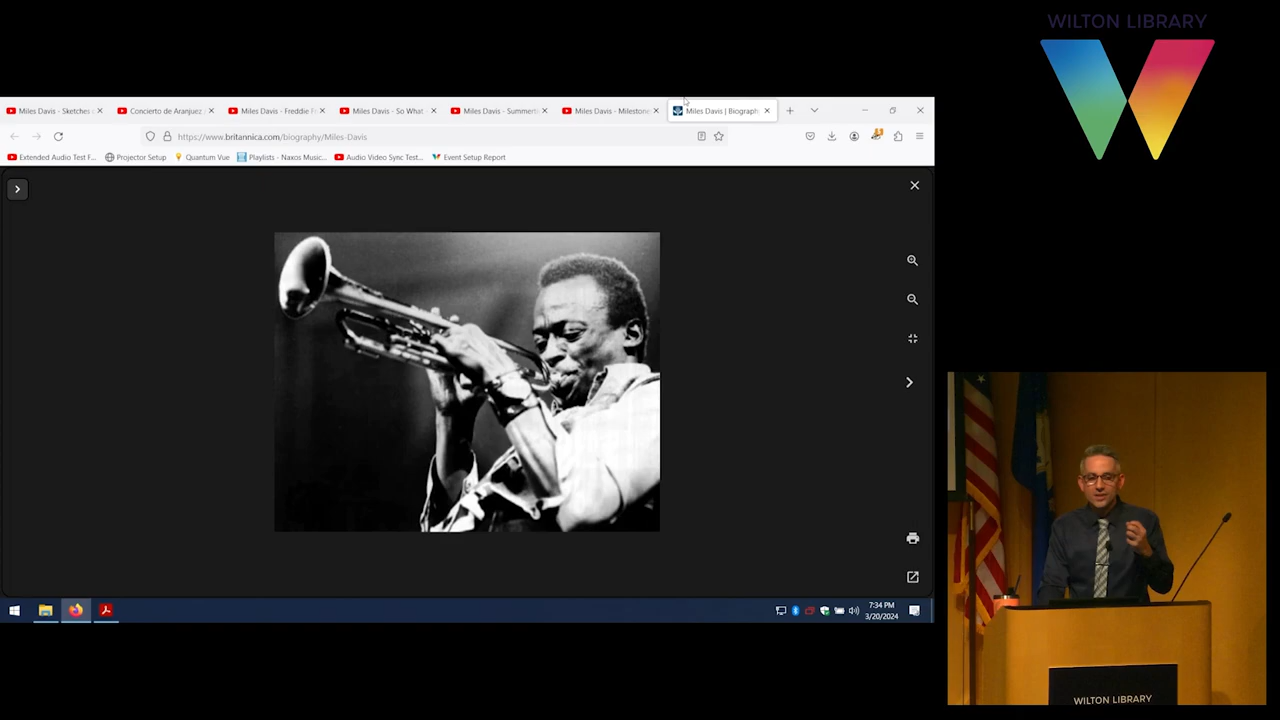 WILTON LIBRARY
Miles Davis - Sketches
Concierto de Aranjuez
Miles Davis - Freddie F
Miles Davis - So What
Miles Davis - Summert
Miles Davis - Milestone
Miles Davis | Biograph
https://www.britannica.com/biography/Miles-Davis
Extended Audio Test F...
Projector Setup
Quantum Vue
Playlists - Naxos Music...
Audio Video Sync Test...
Event Setup Report
7:34 PM
3/20/2024
WILTON LIBRARY